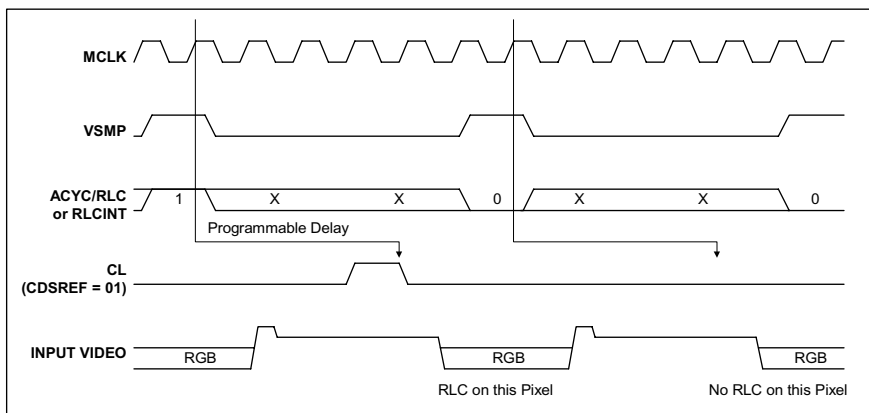 MCLK
VSMP
ACYC/RLC
or RLCINT
1 X X 0 X X 0
Programmable Delay
CL
(CDSREF = 01)
INPUT VIDEO
RGB RGB RGB
RLC on this Pixel No RLC on this Pixel